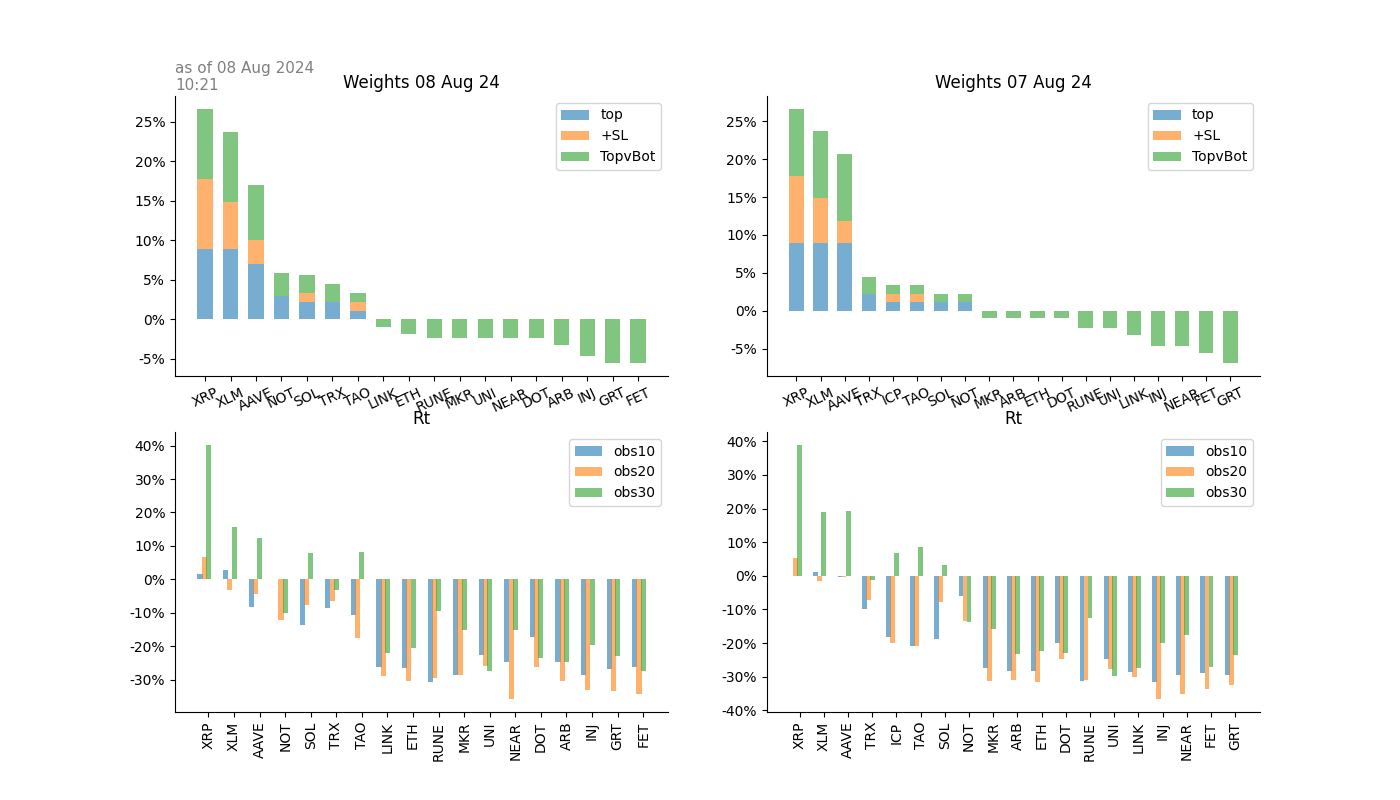 as of 08 Aug 2024
10:21
Weights 08 Aug 24
25%
20%
15%
10%
5%
0%
-5%
top
+SL
TopvBot
XRP XLM AAVE NOT SOL TRX TAO LINK ETH RUNE MKR UNI NEAR DOT ARB INJ GRT FET
Weights 07 Aug 24
25%
20%
15%
10%
5%
0%
-5%
top
+SL
TopvBot
XRP XLM AAVE TRX ICP TAO SOL NOT MKR ARB ETH DOT RUNE UNI LINK INJ NEAR FET GRT
Rt
40%
30%
20%
10%
0%
-10%
-20%
-30%
obs10
obs20
obs30
XRP XLM AAVE NOT SOL TRX TAO LINK ETH RUNE MKR UNI NEAR DOT ARB INJ GRT FET
Rt
40%
30%
20%
10%
0%
-10%
-20%
-30%
-40%
obs10
obs20
obs30
XRP XLM AAVE TRX ICP TAO SOL NOT MKR ARB ETH DOT RUNE UNI LINK INJ NEAR FET GRT